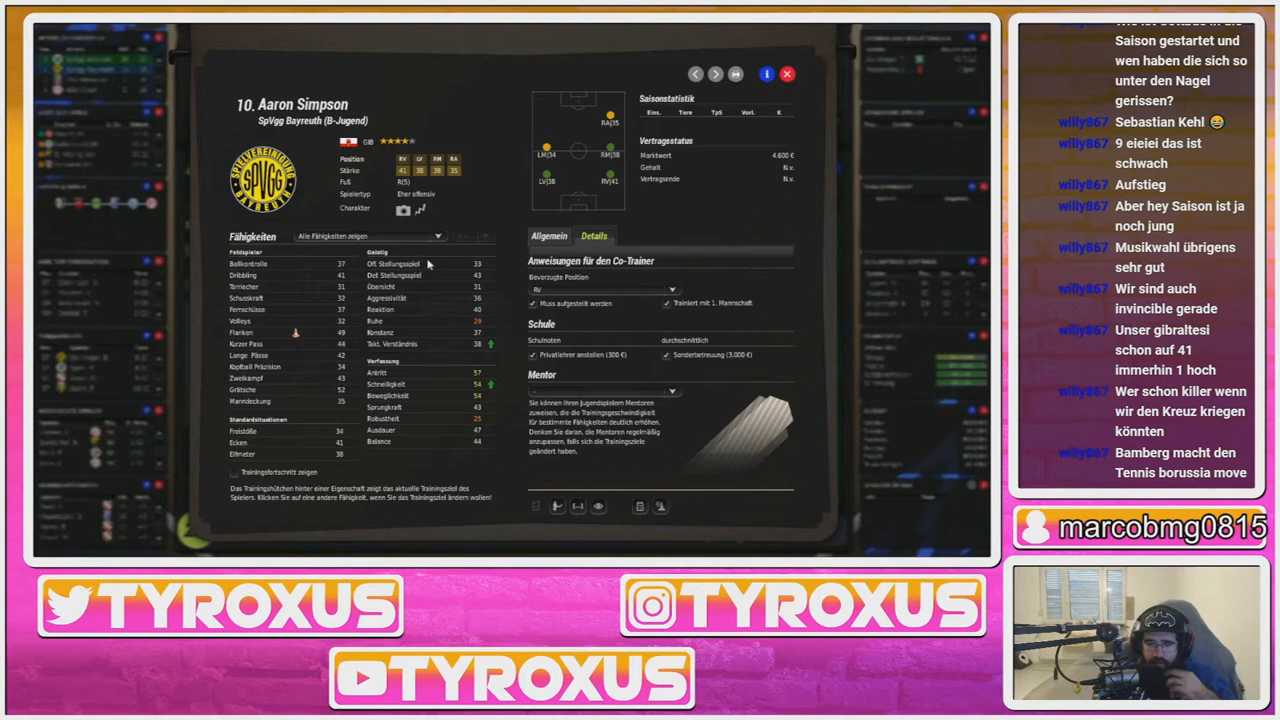 10. Aaron Simpson
SpVgg Bayreuth (B-Jugend)
GIB
Position RV LV RM RA
Stärke 41 38 38 35
Fuß R(5)
Spielertyp Eher offensiv
Charakter
SPIELVEREINIGUNG
SPVGG
BAYREUTH
RA|35
LM|34 RM|38
LV|38 RV|41
Saisonstatistik
Eins. Tore TpS Vorl. K
Vertragsstatus
Marktwert 4.600 €
Gehalt N.v.
Vertragsende N.v.
Fähigkeiten Alle Fähigkeiten zeigen
Feldspieler
Ballkontrolle 37
Dribbling 41
Torriecher 31
Schusskraft 32
Fernschüsse 37
Volleys 32
Flanken 49
Kurzer Pass 44
Lange Pässe 42
Kopfball Präzision 34
Zweikampf 43
Grätsche 52
Manndeckung 35
Standardsituationen
Freistöße 34
Ecken 41
Elfmeter 38
Geistig
Off. Stellungsspiel 33
Def. Stellungsspiel 43
Übersicht 31
Aggressivität 36
Reaktion 40
Ruhe 29
Konstanz 37
Takt. Verständnis 38
Verfassung
Antritt 57
Schnelligkeit 54
Beweglichkeit 54
Sprungkraft 43
Robustheit 25
Ausdauer 47
Balance 44
Trainingsfortschritt zeigen
Das Trainingshütchen hinter einer Eigenschaft zeigt das aktuelle Trainingsziel des
Spielers. Klicken Sie auf eine andere Fähigkeit, wenn Sie das Trainingsziel ändern wollen!
Allgemein Details
Anweisungen für den Co-Trainer
Bevorzugte Position
RV
Muss aufgestellt werden Trainiert mit 1. Mannschaft
Schule
Schulnoten durchschnittlich
Privatlehrer anstellen (300 €) Sonderbetreuung (3.000 €)
Mentor
-
Sie können Ihren Jugendspielern Mentoren
zuweisen, die die Trainingsgeschwindigkeit
für bestimmte Fähigkeiten deutlich erhöhen.
Denken Sie daran, die Mentoren regelmäßig
anzupassen, falls sich die Trainingsziele
geändert haben.
Saison gestartet und
wen haben die sich so
unter den Nagel
gerissen?
willy867 Sebastian Kehl
willy867 9 eieiei das ist
schwach
willy867 Aufstieg
willy867 Aber hey Saison ist ja
noch jung
willy867 Musikwahl übrigens
sehr gut
willy867 Wir sind auch
invincible gerade
willy867 Unser gibraltesi
schon auf 41
immerhin 1 hoch
willy867 Wer schon killer wenn
wir den Kreuz kriegen
könnten
willy867 Bamberg macht den
Tennis borussia move
marcobmg0815
TYROXUS
TYROXUS
TYROXUS